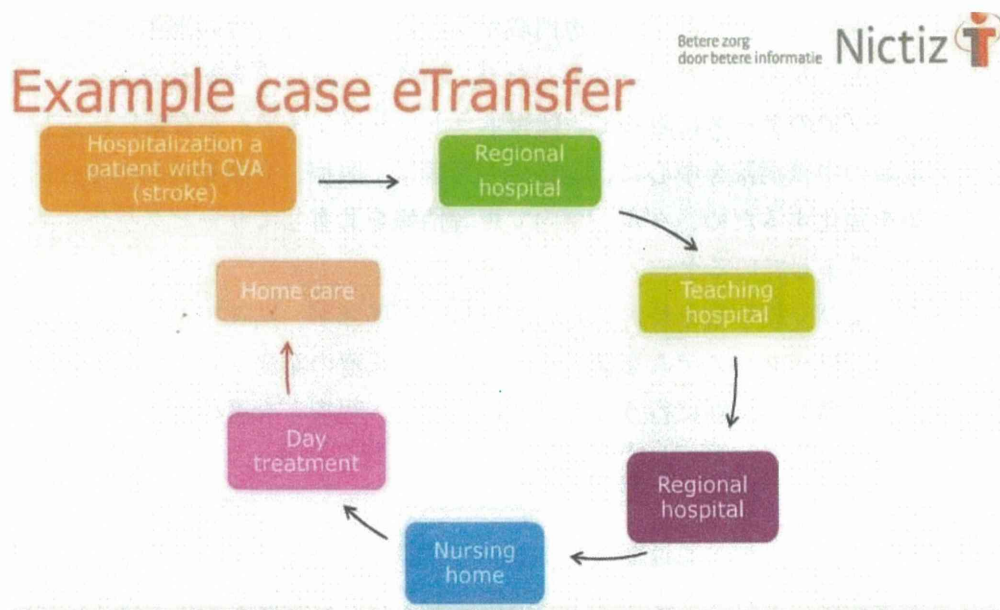 Betere zorg
door betere informatie
Nictiz
Example case eTransfer
Hospitalization a
patient with CVA
(stroke)
Regional
hospital
Teaching
hospital
Regional
hospital
Nursing
home
Day
treatment
Home care